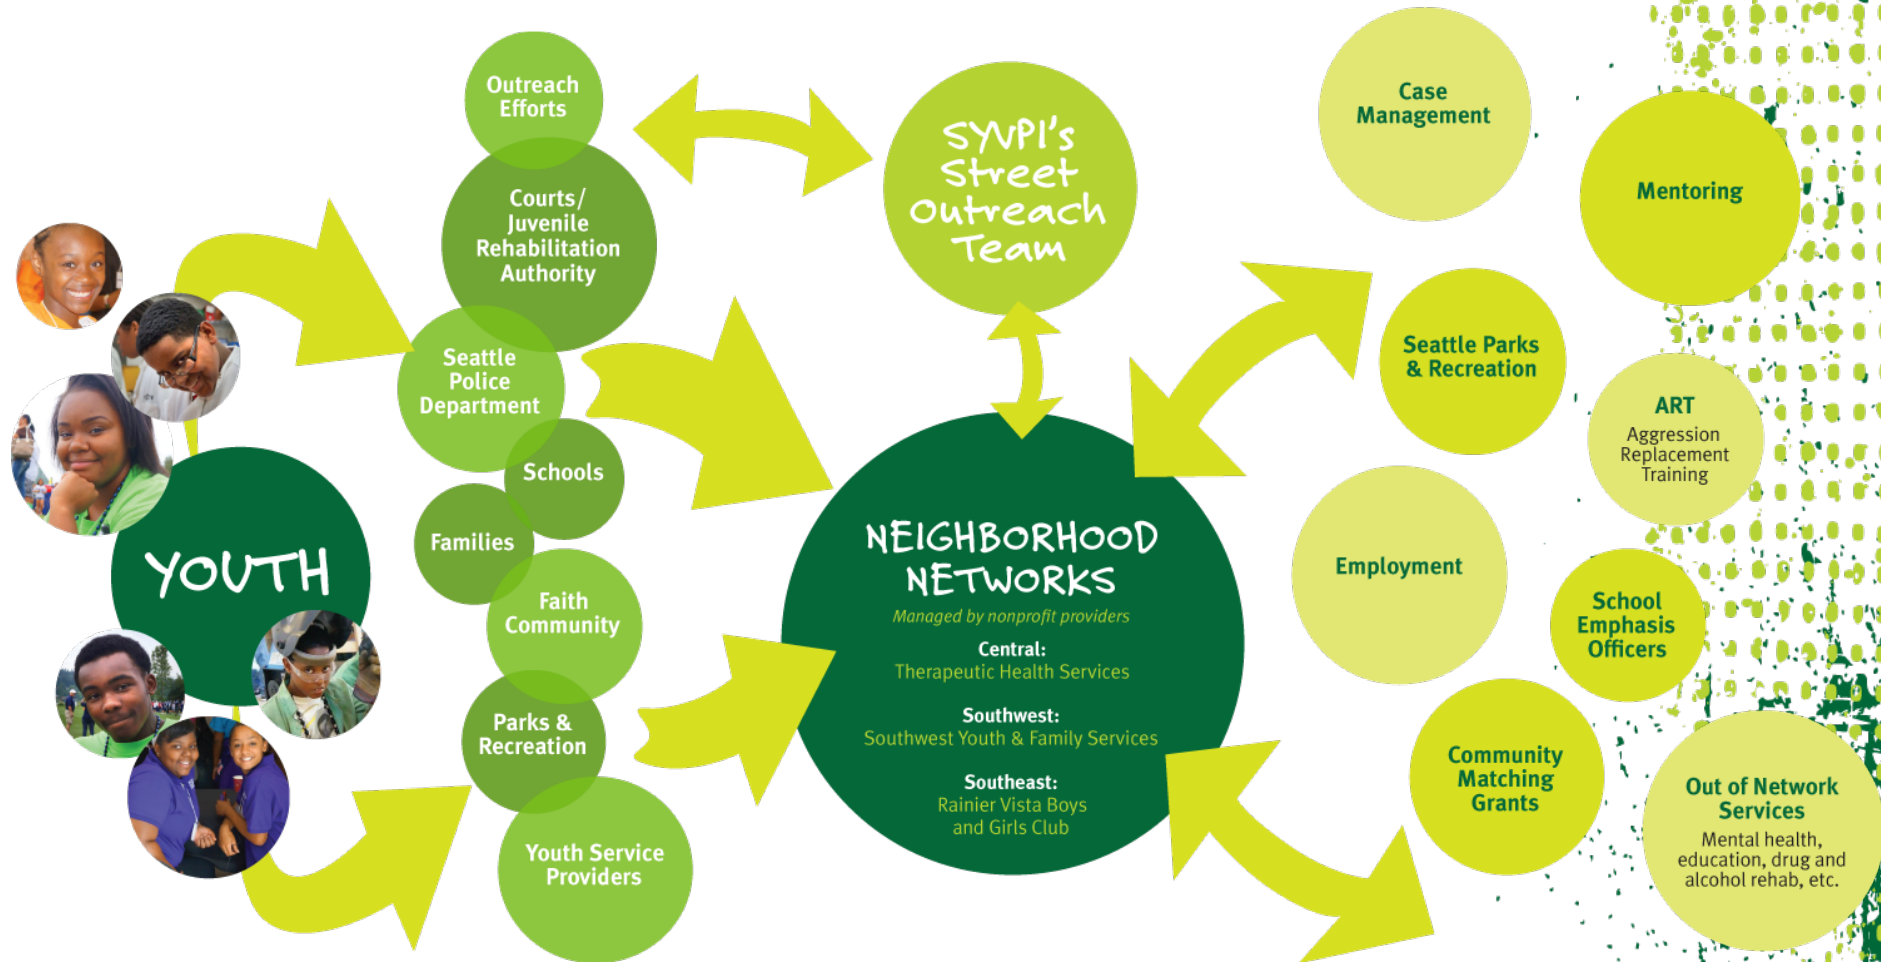 YOUTH
Outreach
Efforts
Courts/
Juvenile
Rehabilitation
Authority
Seattle
Police
Department
Schools
Families
Faith
Community
Parks &
Recreation
Youth Service
Providers
SYVPI's
Street
Outreach
Team
NEIGHBORHOOD
NETWORKS
Managed by nonprofit providers
Central:
Therapeutic Health Services
Southwest:
Southwest Youth & Family Services
Southeast:
Rainier Vista Boys
and Girls Club
Case
Management
Mentoring
Seattle Parks
& Recreation
ART
Aggression
Replacement
Training
Employment
School
Emphasis
Officers
Community
Matching
Grants
Out of Network
Services
Mental health,
education, drug and
alcohol rehab, etc.